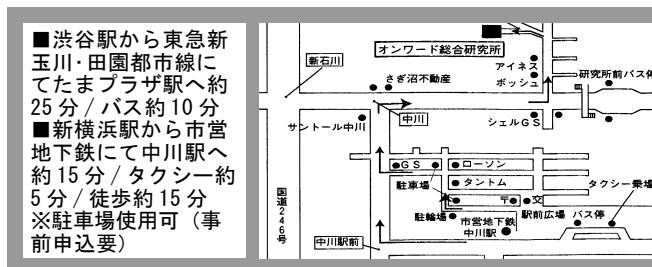 ■渋谷駅から東急新
玉川・田園都市線に
てたまプラザ駅へ約
25分/バス約10分
■新横浜駅から市営
地下鉄にて中川駅へ
約15分/タクシー約
5分/徒歩約15分
※駐車場使用可（事
前申込要）
オンワード総合研究所
新石川
アイネス
ボッシュ
さぎ沼不動産
研究所前バス停
サントール中川
中川
シェルGS
GS
ローソン
駐車場
タントム
タクシー乗場
〒
交
駐輪場
市営地下鉄
中川駅
駅前広場
バス停
国道246号
中川駅前